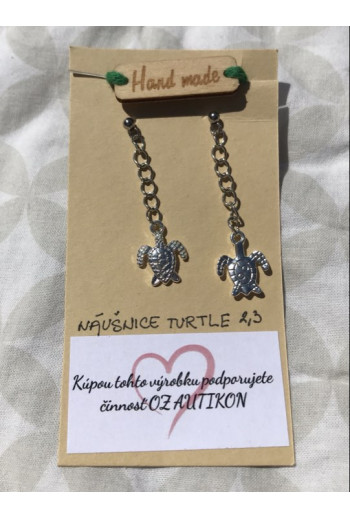 Hand made
NÁUŠNICE TURTLE 2,3
Kúpou tohto výrobku podporujete
činnosť OZ AUTIKON